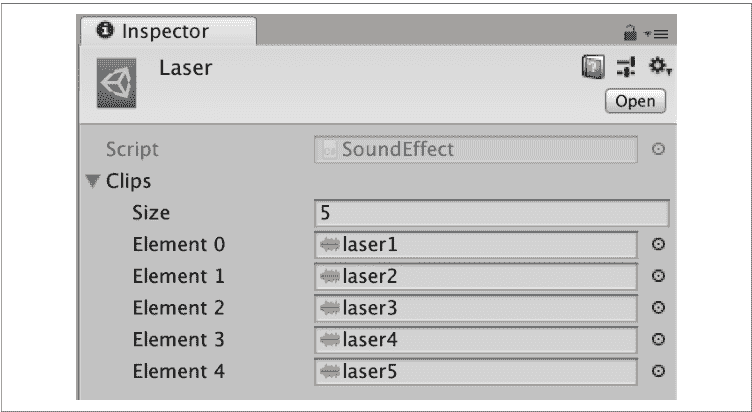 Inspector
Laser
Open
Script SoundEffect
Clips
Size 5
Element 0 laser1
Element 1 laser2
Element 2 laser3
Element 3 laser4
Element 4 laser5